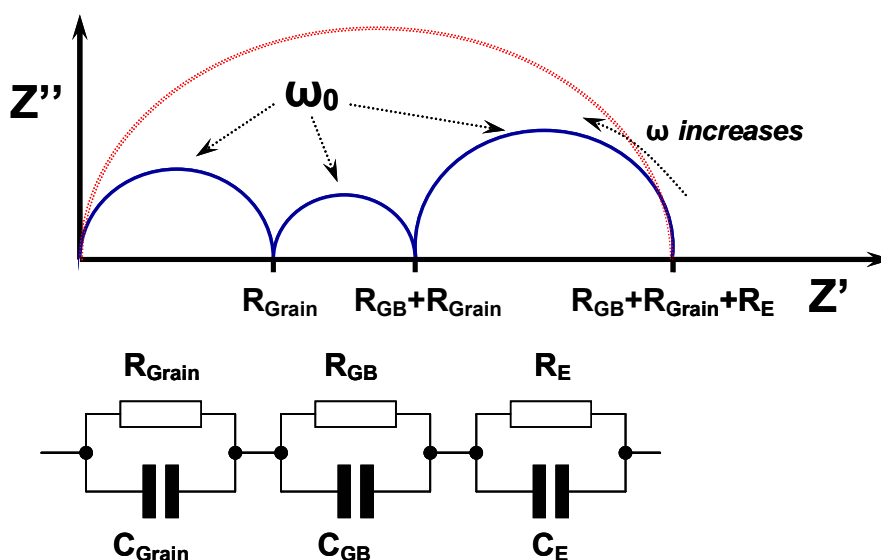 Z’’
ω0
ω increases
RGrain
RGB+RGrain
RGB+RGrain+RE
Z’
RGrain
RGB
RE
CGrain
CGB
CE